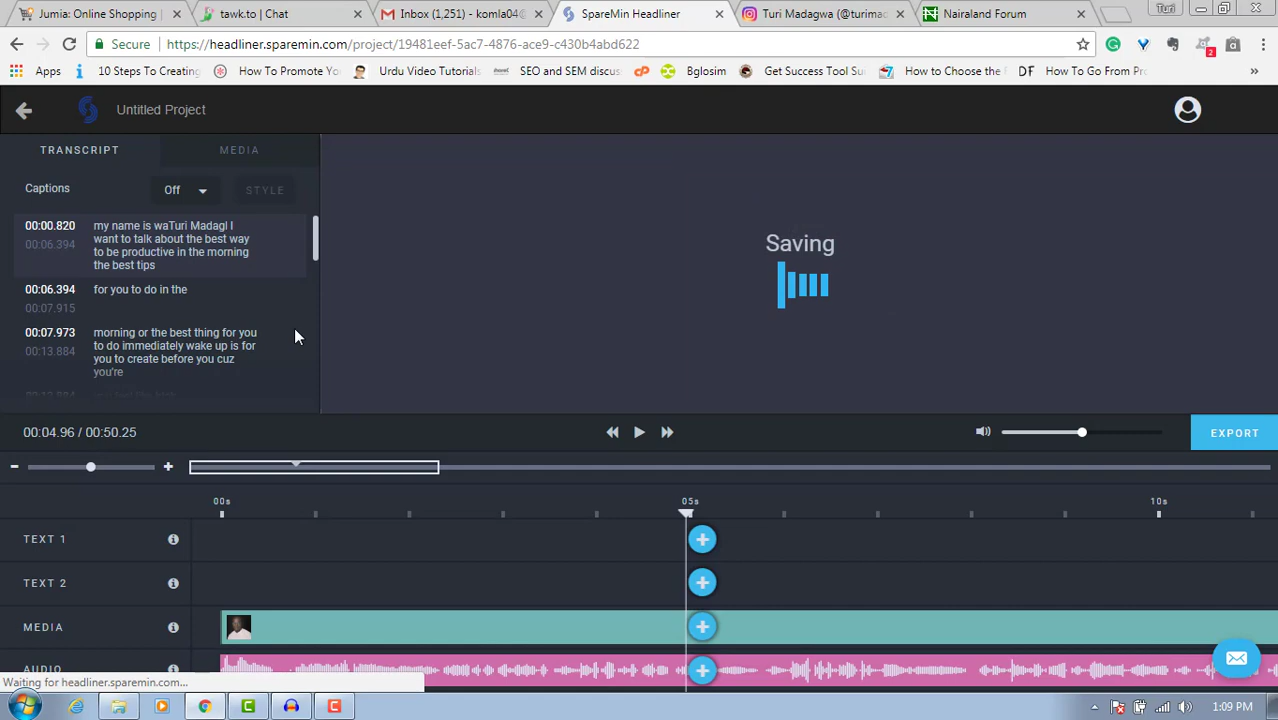 Jumia: Online Shopping
tawk.to | Chat
Inbox (1,251) - komla04@
SpareMin Headliner
Turi Madagwa (@turimad
Nairaland Forum
Turi
Secure
https://headliner.sparemin.com/project/19481eef-5ac7-4876-ace9-c430b4abd622
2
Apps
10 Steps To Creating
How To Promote Yo
Urra Video Tutorials
SEO and SEM discus
Bglosim
Get Success Tool Su
How to Choose the
DF How To Go From Pro
Untitled Project
TRANSCRIPT
MEDIA
Captions
Off
STYLE
00:00.820
00:06.394
my name is waTuri Madagl I
want to talk about the best way
to be productive in the morning
the best tips
00:06.394
00:07.915
for you to do in the
00:07.973
00:13.884
morning or the best thing for you
to do immediately wake up is for
you to create before you cuz
you're
Saving
00:04.96 / 00:50.25
EXPORT
00s
05s
10s
TEXT 1
TEXT 2
MEDIA
AUDIO
Waiting for headliner.sparemin.com...
1:09 PM